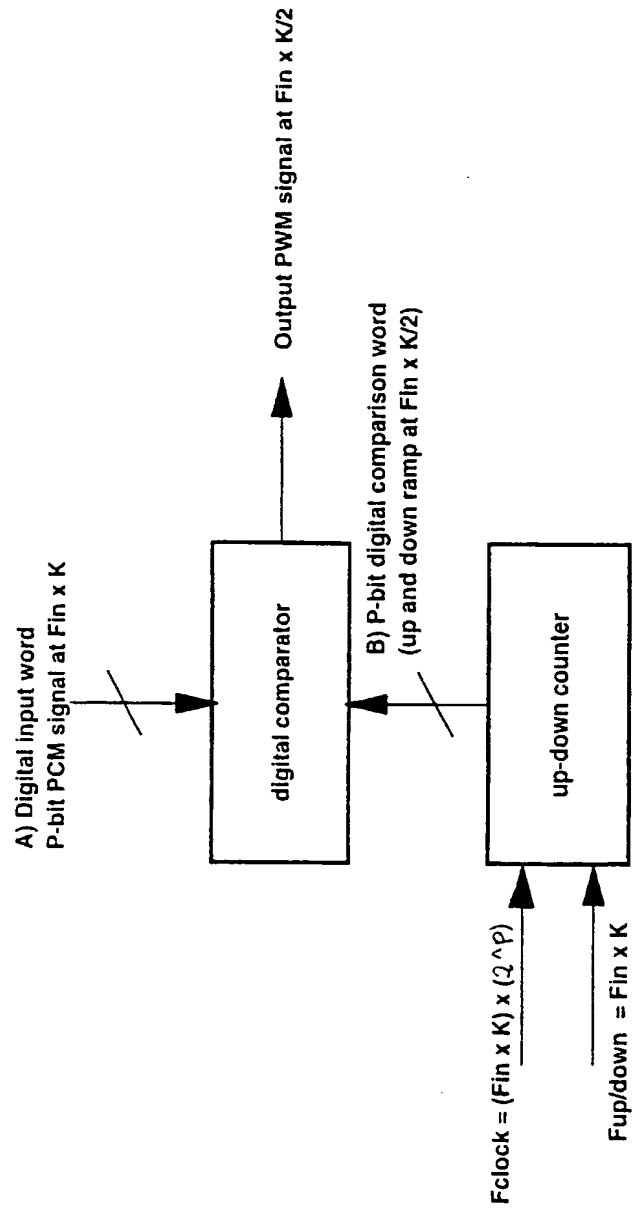 A) Digital input word
P-bit PCM signal at Fin x K
digital comparator
Output PWM signal at Fin x K/2
B) P-bit digital comparison word
(up and down ramp at Fin x K/2)
up-down counter
Fclock = (Fin x K) x (2^P)
Fup/down = Fin x K